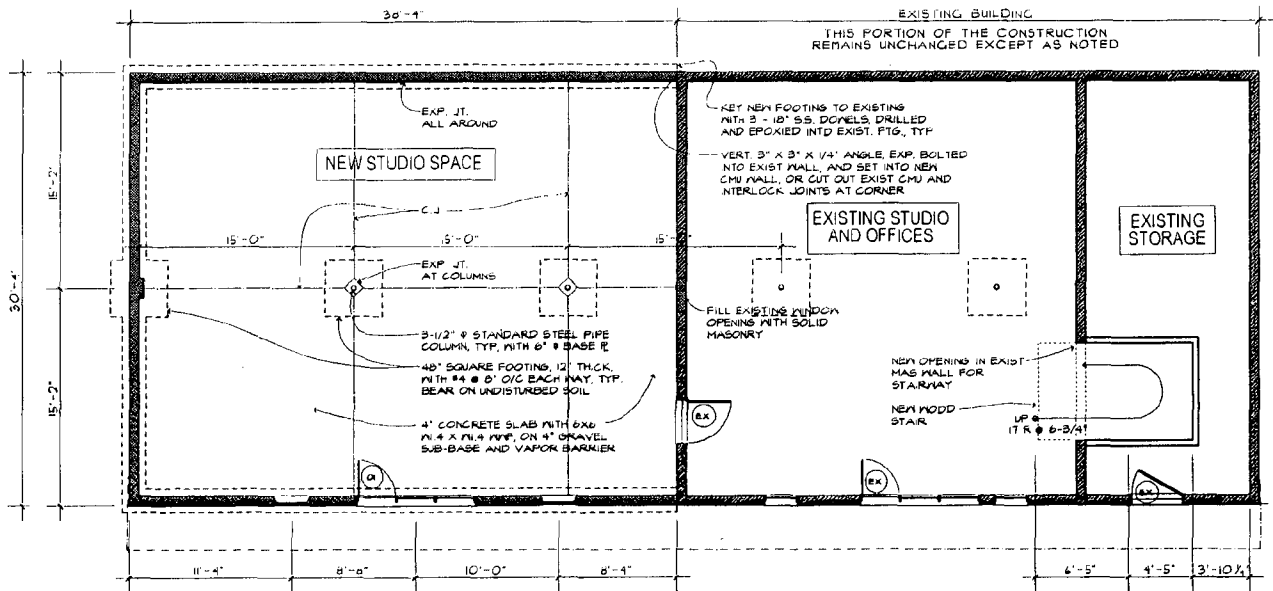 38'-4"
EXISTING BUILDING
THIS PORTION OF THE CONSTRUCTION
REMAINS UNCHANGED EXCEPT AS NOTED
EXP. JT.
ALL AROUND
KEY NEW FOOTING TO EXISTING
WITH 3 - 18" S.S. DOWELS, DRILLED
AND EPOXIED INTO EXIST. FTG., TYP
VERT. 3" X 3" X 1/4" ANGLE, EXP. BOLTED
INTO EXIST WALL, AND SET INTO NEW
CMU WALL, OR CUT OUT EXIST CMU AND
INTERLOCK JOINTS AT CORNER
NEW STUDIO SPACE
15'-2"
C.J.
EXISTING STUDIO
AND OFFICES
EXISTING
STORAGE
15'-0"
15'-0"
EXP JT.
AT COLUMNS
30'-4"
FILL EXISTING WINDOW
OPENING WITH SOLID
MASONRY
3-1/2" Φ STANDARD STEEL PIPE
COLUMN, TYP, WITH 6" Φ BASE PL
48" SQUARE FOOTING, 12" THICK,
WITH #4 @ 8" O/C EACH WAY, TYP.
BEAR ON UNDISTURBED SOIL
NEW OPENING IN EXIST
MAS WALL FOR
STAIRWAY
15'-2"
NEW WOOD
STAIR
UP
17 R @ 6-3/4"
4" CONCRETE SLAB WITH 6X6
W1.4 X W1.4 WWF, ON 4" GRAVEL
SUB-BASE AND VAPOR BARRIER
EX
01
EX
EX
11'-4"
8'-8"
10'-0"
8'-4"
6'-5"
4'-5"
3'-10 1/4